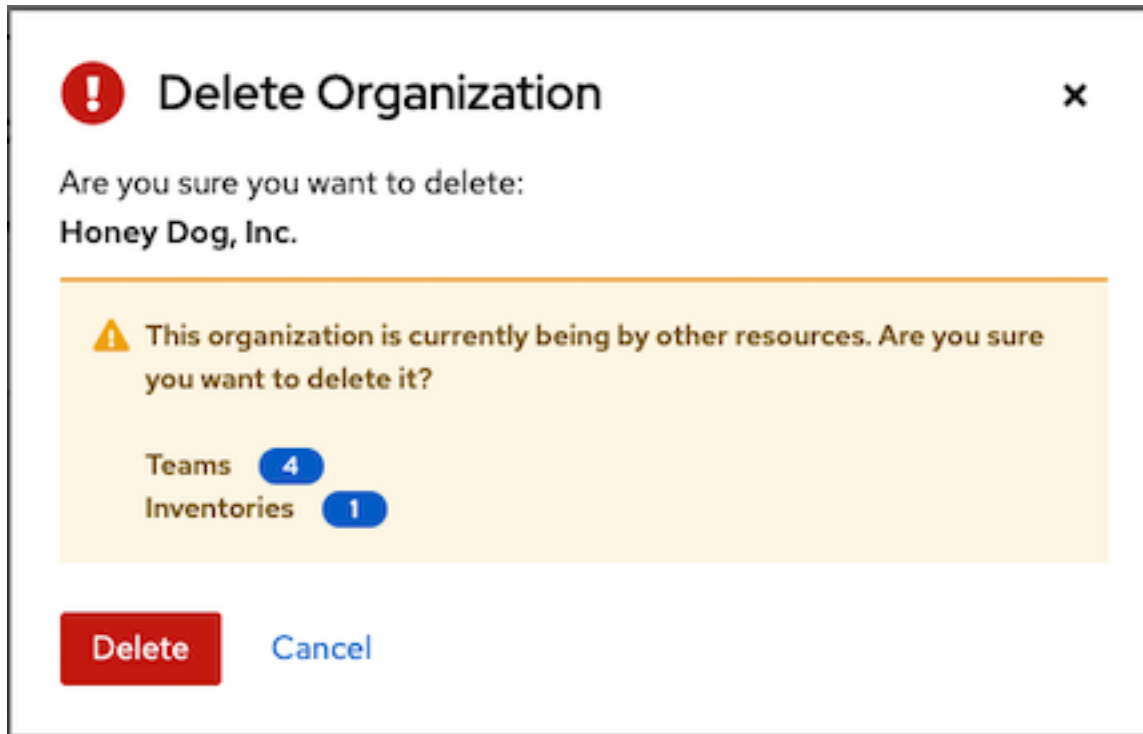 Delete Organization
Are you sure you want to delete:
Honey Dog, Inc.
This organization is currently being by other resources. Are you sure
you want to delete it?
Teams 4
Inventories 1
Delete Cancel